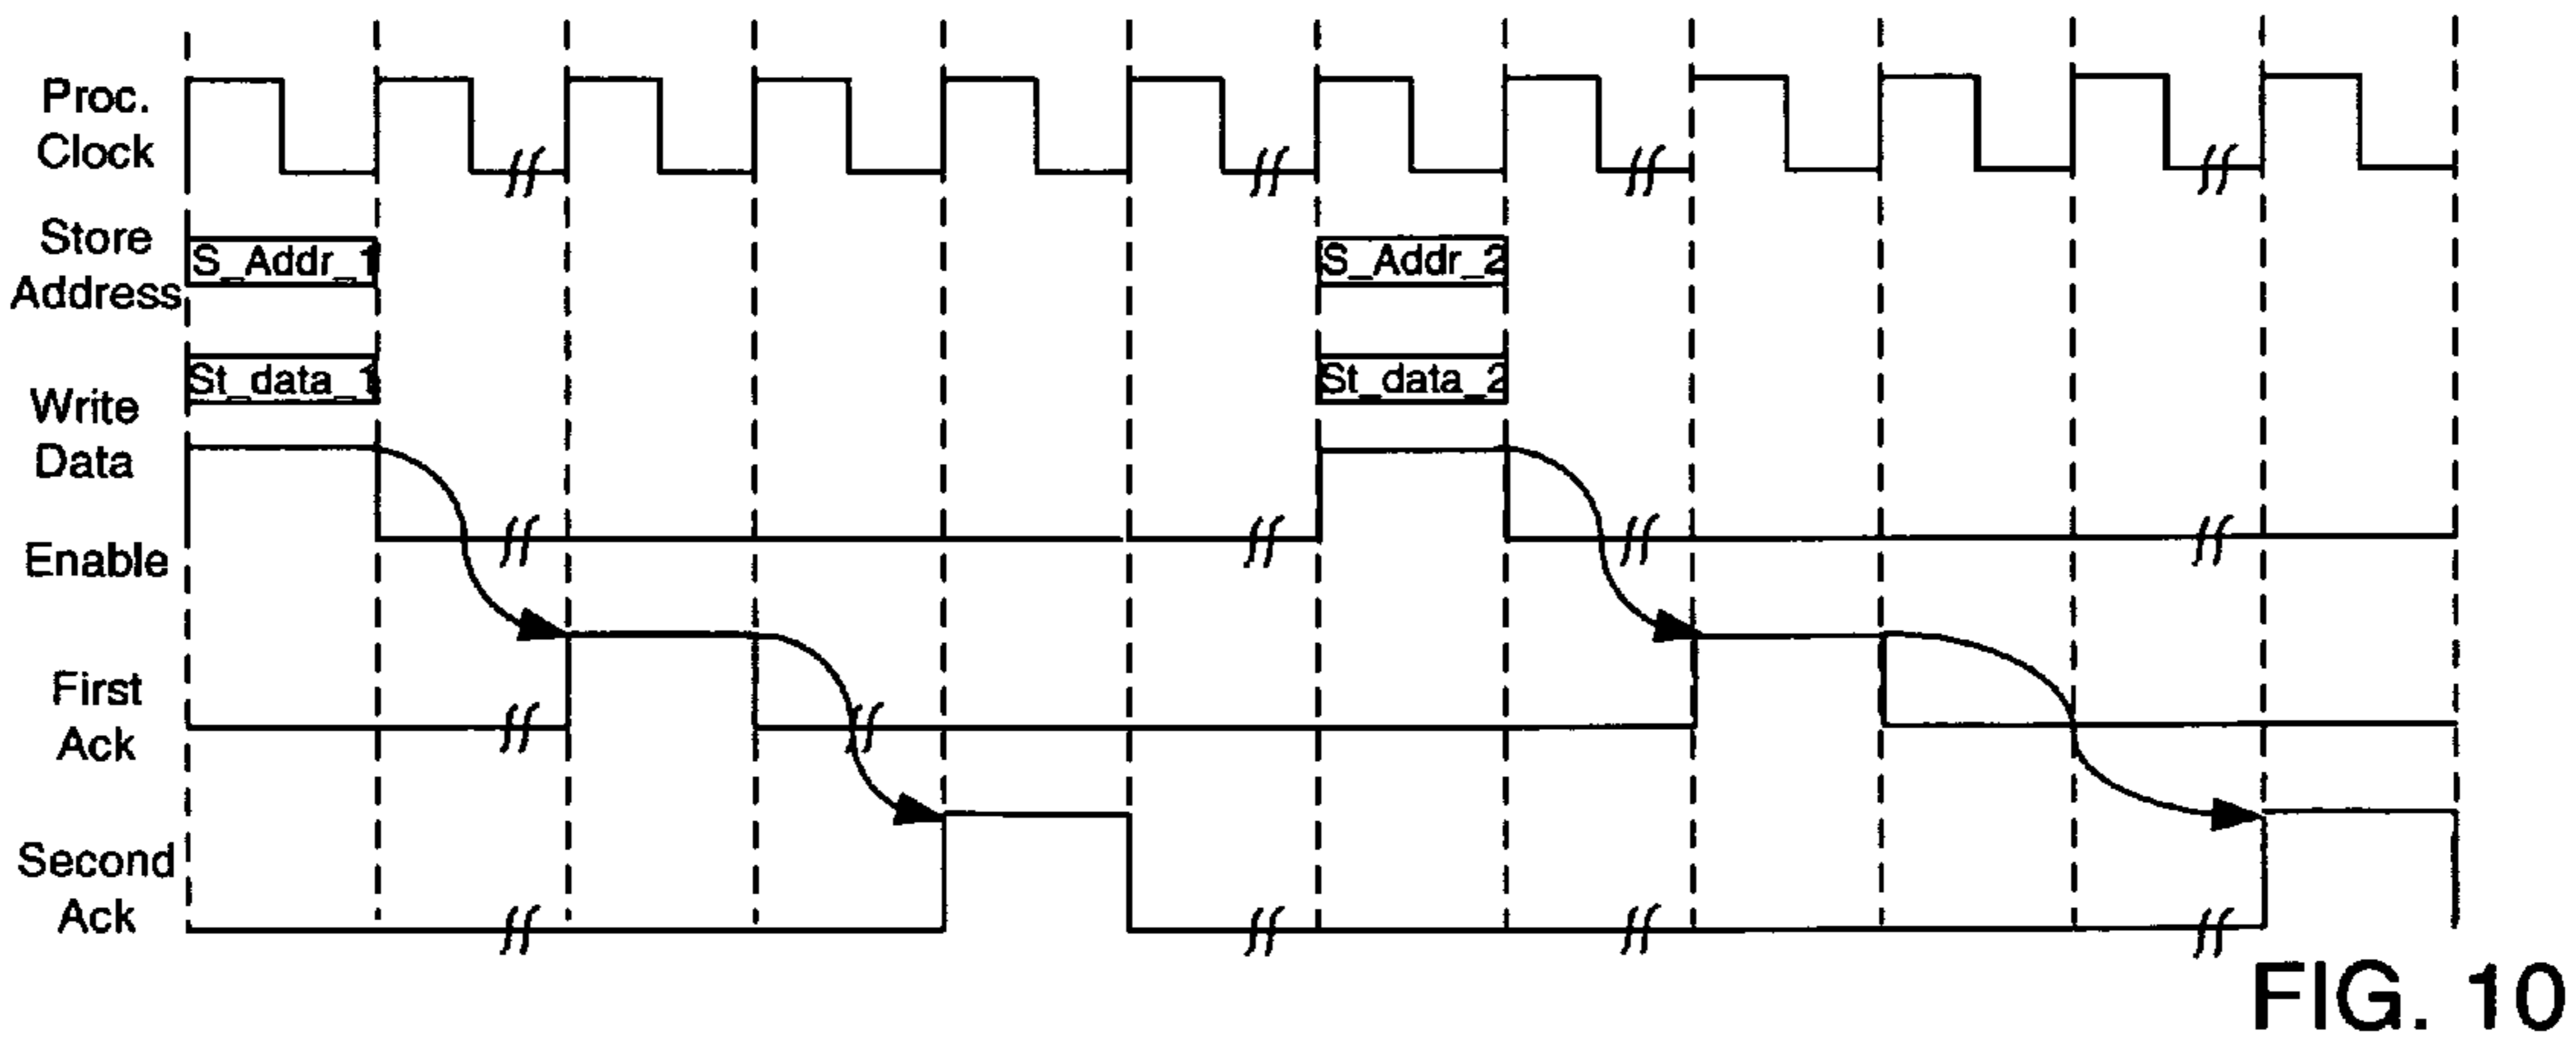 Proc.
Clock
Store
Address
S_Addr_1
S_Addr_2
Write
Data
St_data_1
St_data_2
Enable
First
Ack
Second
Ack
FIG. 10